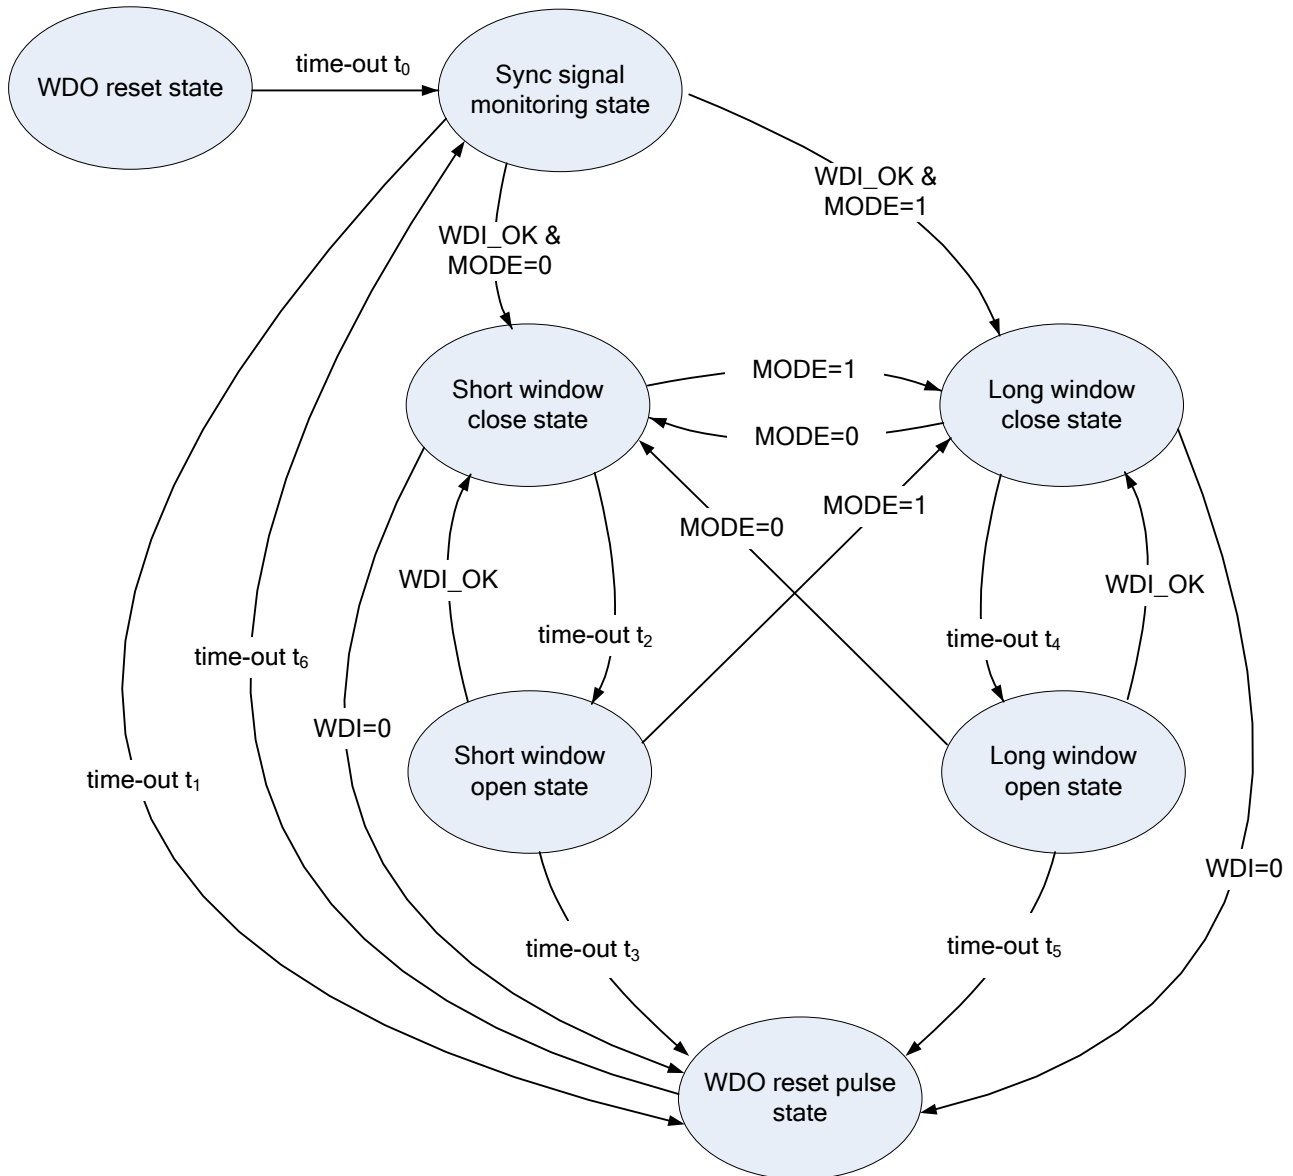 WDO reset state
time-out t₀
Sync signal
monitoring state
WDI_OK &
MODE=1
WDI_OK &
MODE=0
Short window
close state
MODE=1
MODE=0
Long window
close state
MODE=0
MODE=1
WDI_OK
time-out t₂
time-out t₄
WDI_OK
time-out t₆
WDI=0
time-out t₁
Short window
open state
Long window
open state
WDI=0
time-out t₃
time-out t₅
WDO reset pulse
state